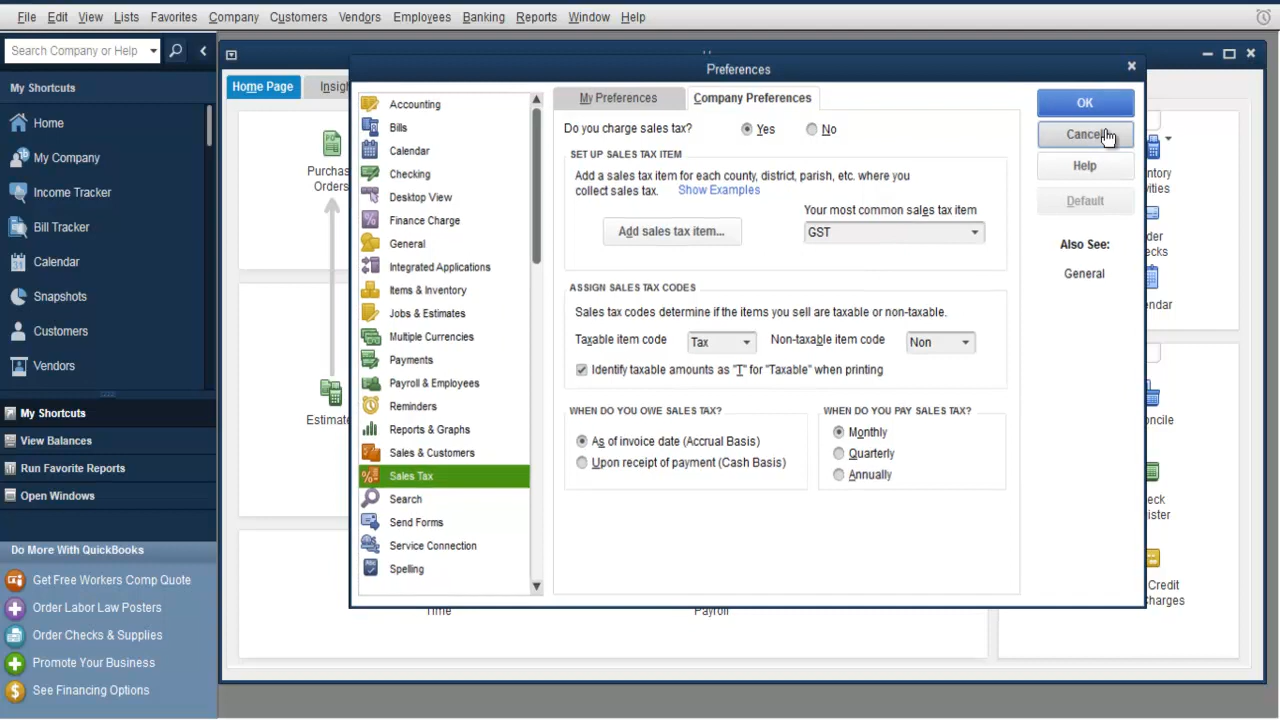 File Edit View Lists Favorites Company Customers Vendors Employees Banking Reports Window Help
Search Company or Help
My Shortcuts
Home
My Company
Income Tracker
Bill Tracker
Calendar
Snapshots
Customers
Vendors
My Shortcuts
View Balances
Run Favorite Reports
Open Windows
Do More With QuickBooks
Get Free Workers Comp Quote
Order Labor Law Posters
Order Checks & Supplies
Promote Your Business
See Financing Options
Home Page
Orders
Time
Payroll
Preferences
Accounting
Bills
Calendar
Checking
Desktop View
Finance Charge
General
Integrated Applications
Items & Inventory
Jobs & Estimates
Multiple Currencies
Payments
Payroll & Employees
Reminders
Reports & Graphs
Sales & Customers
Sales Tax
Search
Send Forms
Service Connection
Spelling
My Preferences Company Preferences
Do you charge sales tax? Yes No
SET UP SALES TAX ITEM
Add a sales tax item for each county, district, parish, etc. where you
collect sales tax. Show Examples
Your most common sales tax item
Add sales tax item... GST
ASSIGN SALES TAX CODES
Sales tax codes determine if the items you sell are taxable or non-taxable.
Taxable item code Tax Non-taxable item code Non
Identify taxable amounts as "T" for "Taxable" when printing
WHEN DO YOU OWE SALES TAX?
As of invoice date (Accrual Basis)
Upon receipt of payment (Cash Basis)
WHEN DO YOU PAY SALES TAX?
Monthly
Quarterly
Annually
OK
Cancel
Help
Default
Also See:
General
Credit